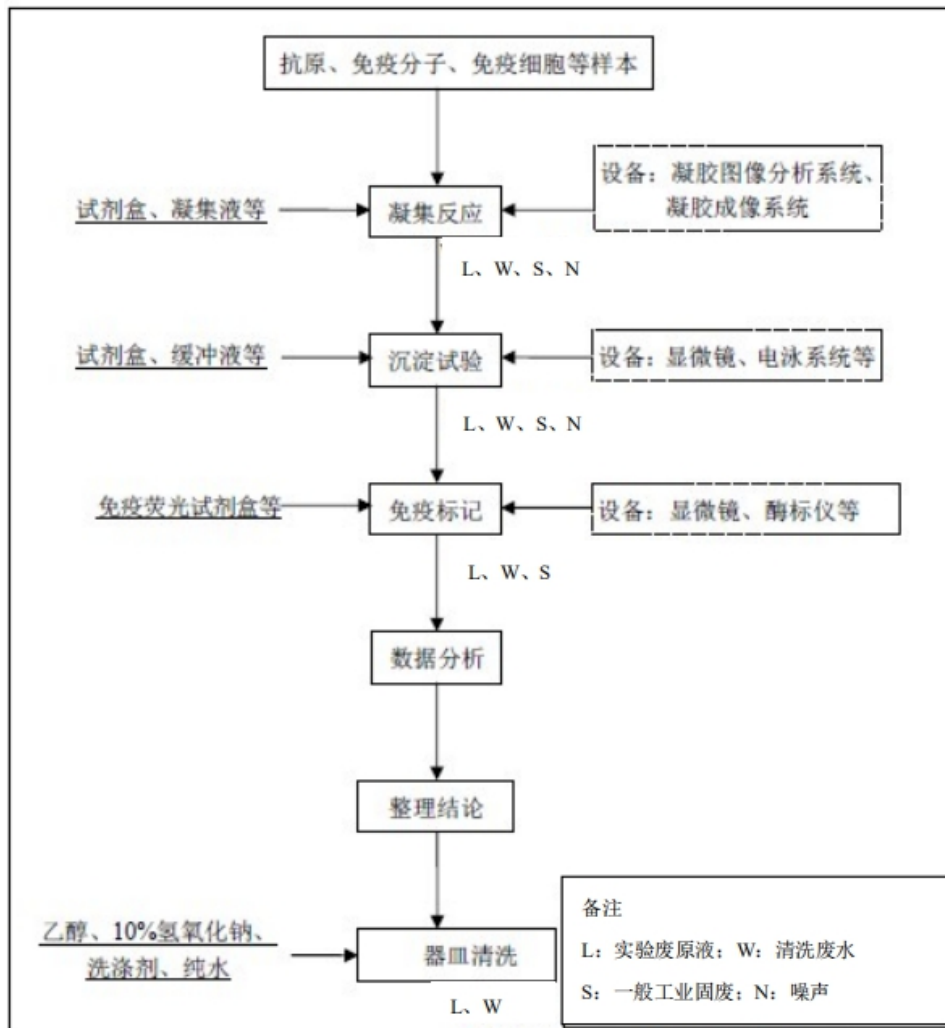 抗原、免疫分子、免疫细胞等样本
试剂盒、凝集液等
凝集反应
设备：凝胶图像分析系统、
凝胶成像系统
L、W、S、N
试剂盒、缓冲液等
沉淀试验
设备：显微镜、电泳系统等
L、W、S、N
免疫荧光试剂盒等
免疫标记
设备：显微镜、酶标仪等
L、W、S
数据分析
整理结论
乙醇、10%氢氧化钠、
洗涤剂、纯水
器皿清洗
L、W
备注
L：实验废原液；W：清洗废水
S：一般工业固废；N：噪声